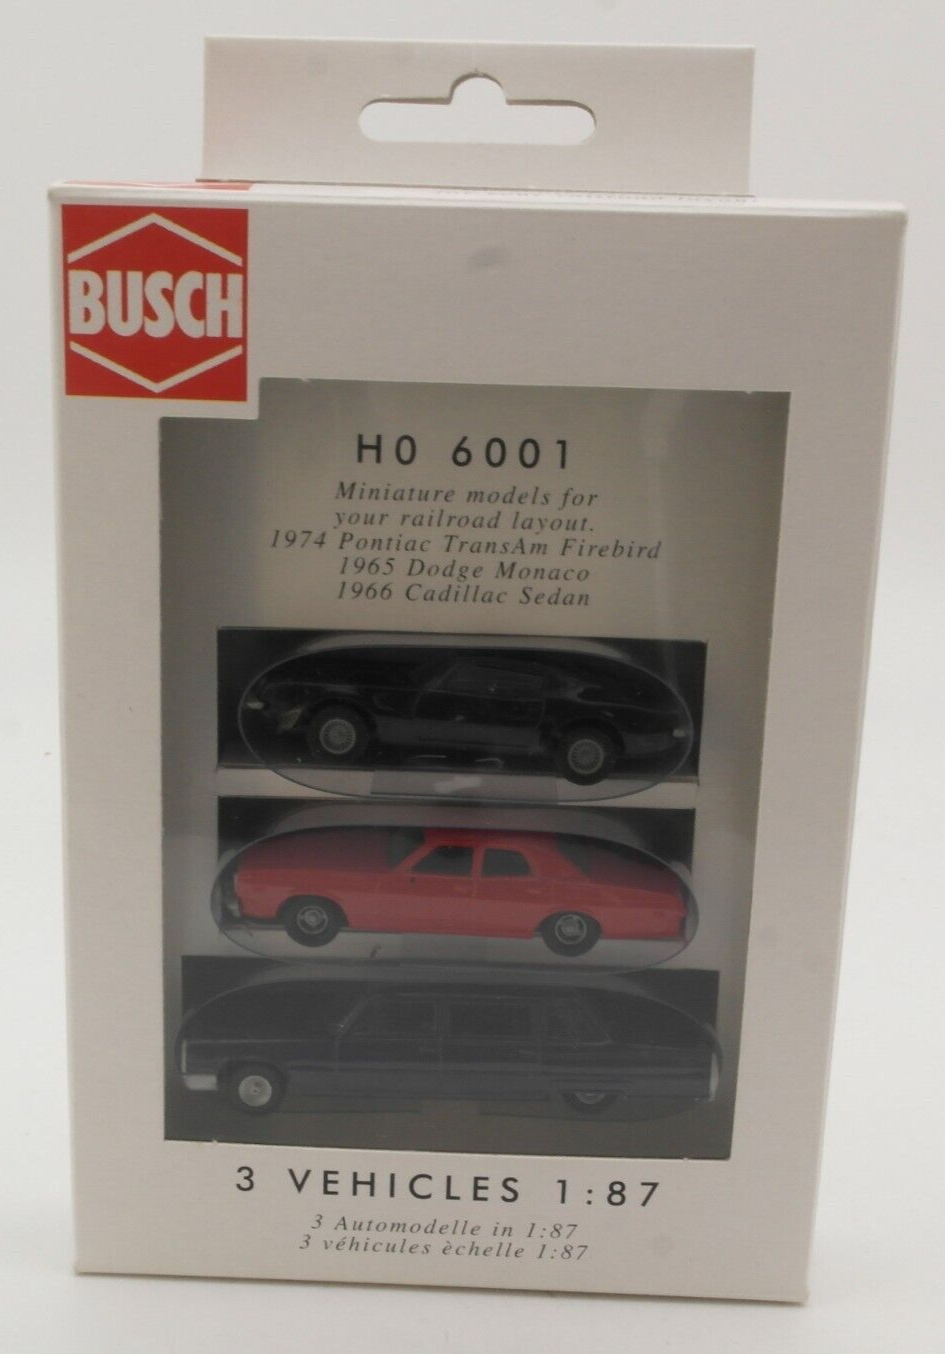 BUSCH
H0 6001
Miniature models for
your railroad layout.
1974 Pontiac TransAm Firebird
1965 Dodge Monaco
1966 Cadillac Sedan
3 VEHICLES 1:87
3 Automodelle in 1:87
3 véhicules èchelle 1:87